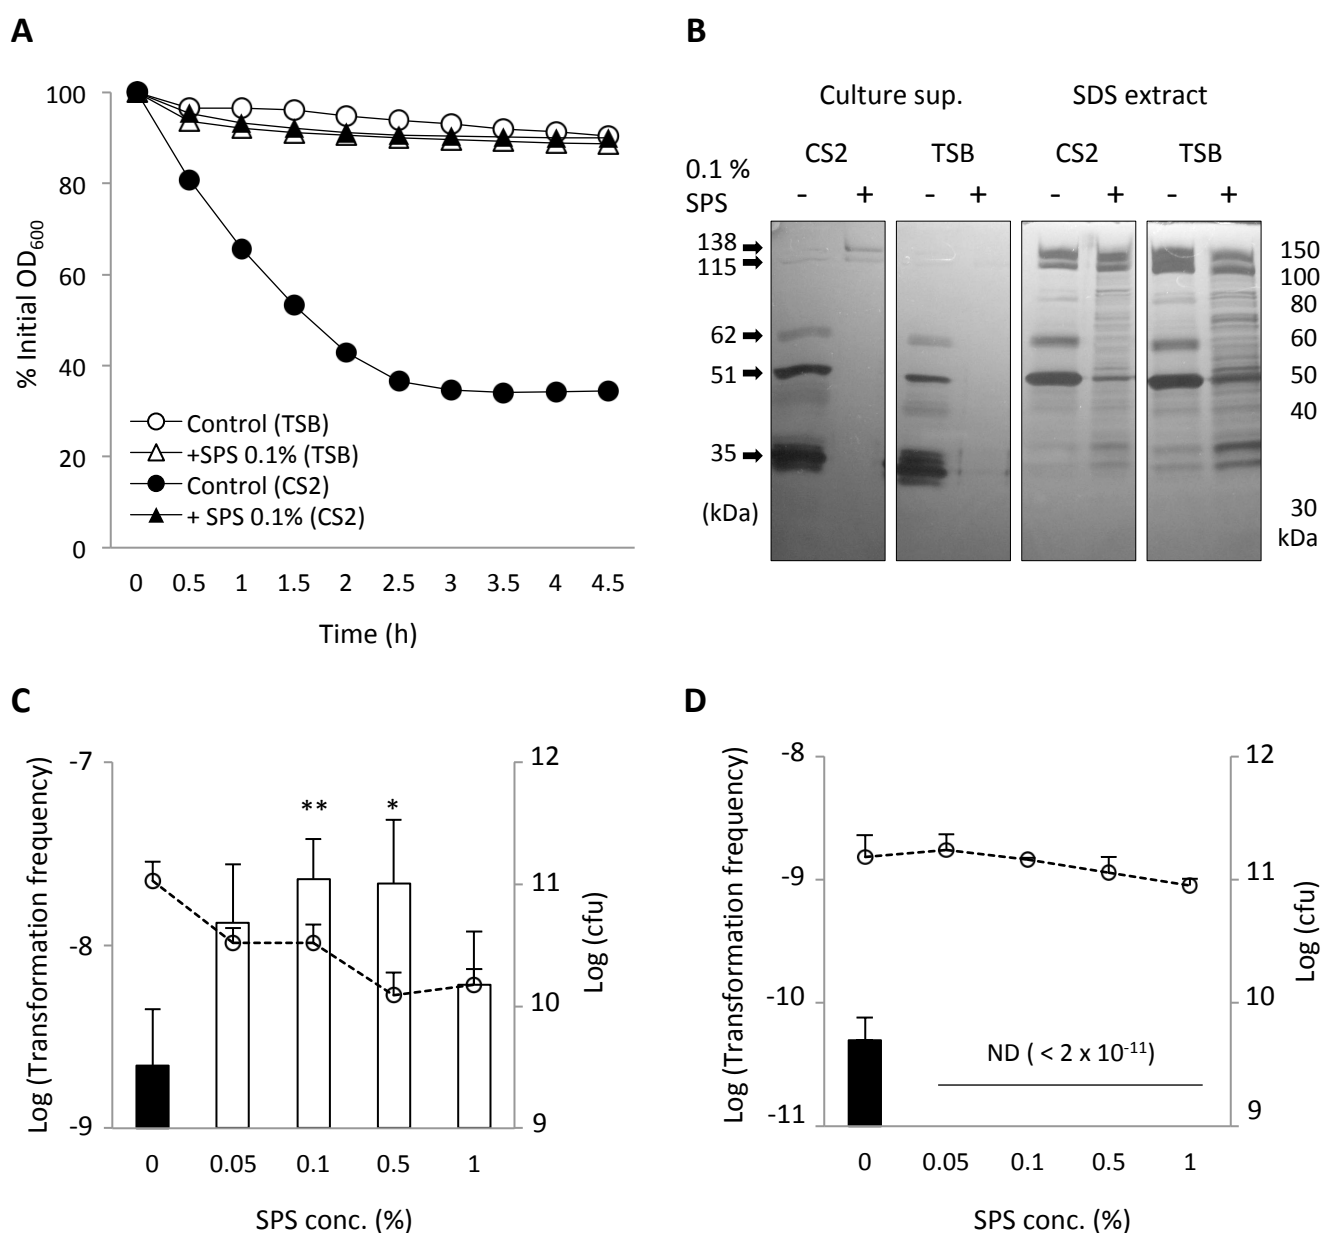 A
100
80
60
40
20
0
% Initial OD600
Control (TSB)
+SPS 0.1% (TSB)
Control (CS2)
+ SPS 0.1% (CS2)
0 0.5 1 1.5 2 2.5 3 3.5 4 4.5
Time (h)
B
Culture sup. SDS extract
CS2 TSB CS2 TSB
0.1 %
SPS - + - + - + - +
138
115
62
51
35
(kDa)
150
100
80
60
50
40
30
kDa
C
Log (Transformation frequency)
-7
-8
-9
** *
12
11
10
9
Log (cfu)
0 0.05 0.1 0.5 1
SPS conc. (%)
D
Log (Transformation frequency)
-8
-9
-10
-11
ND ( < 2 x 10-11)
12
11
10
9
Log (cfu)
0 0.05 0.1 0.5 1
SPS conc. (%)